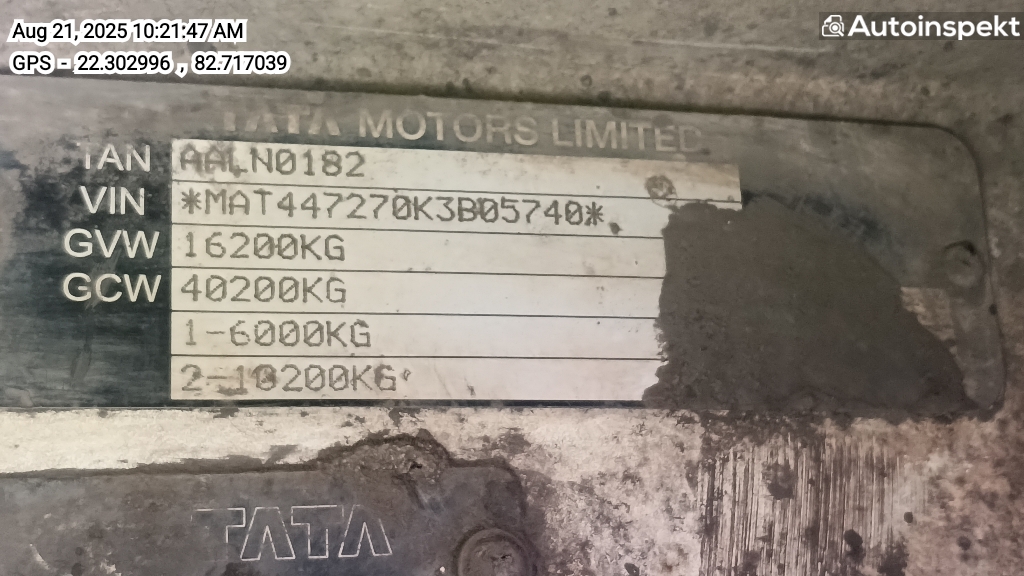 Aug 21, 2025 10:21:47 AM
GPS - 22.302996 , 82.717039
Autoinspekt
TATA MOTORS LIMITED
TAN AALN0182
VIN *MAT447270K3B05740*
GVW 16200KG
GCW 40200KG
1-6000KG
2-10200KG
TATA